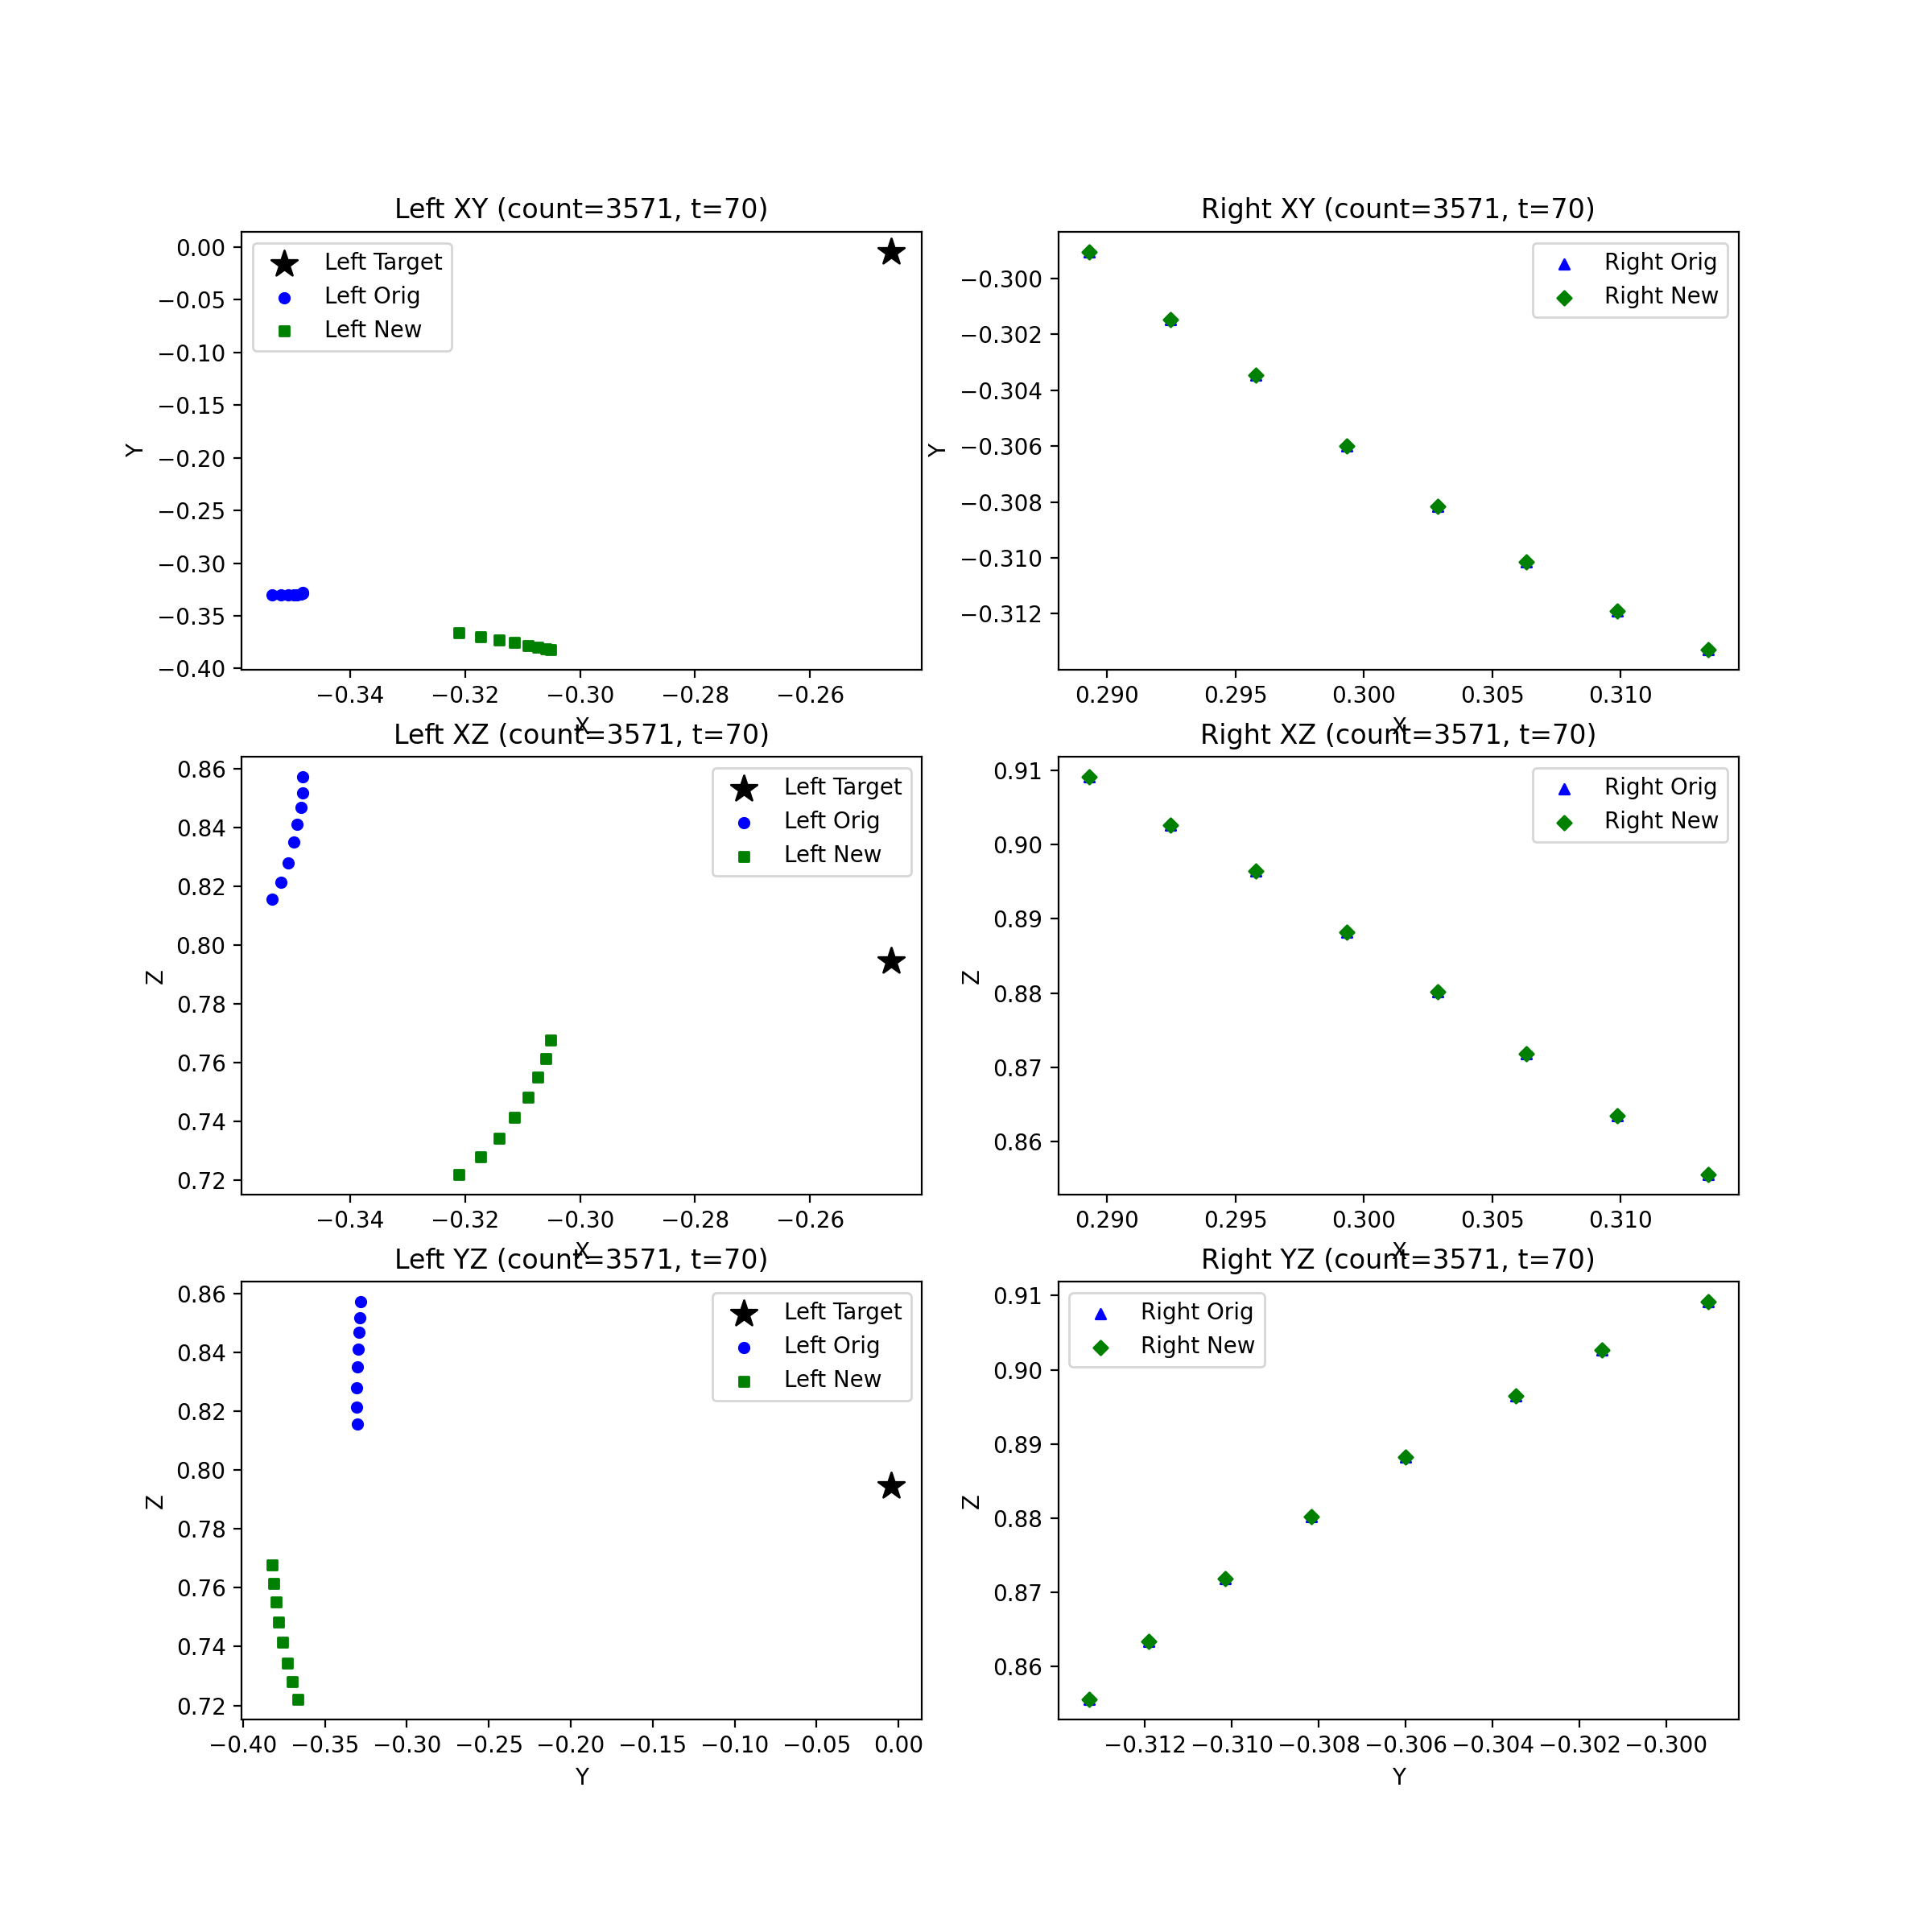 Left XY (count=3571, t=70)
Left Target
Left Orig
Left New
0.00
−0.05
−0.10
−0.15
−0.20
−0.25
−0.30
−0.35
−0.40
Y
−0.34 −0.32 −0.30 −0.28 −0.26
X
Right XY (count=3571, t=70)
Right Orig
Right New
−0.300
−0.302
−0.304
−0.306
−0.308
−0.310
−0.312
Y
0.290 0.295 0.300 0.305 0.310
X
Left XZ (count=3571, t=70)
Left Target
Left Orig
Left New
0.86
0.84
0.82
0.80
0.78
0.76
0.74
0.72
Z
−0.34 −0.32 −0.30 −0.28 −0.26
X
Right XZ (count=3571, t=70)
Right Orig
Right New
0.91
0.90
0.89
0.88
0.87
0.86
Z
0.290 0.295 0.300 0.305 0.310
X
Left YZ (count=3571, t=70)
Left Target
Left Orig
Left New
0.86
0.84
0.82
0.80
0.78
0.76
0.74
0.72
Z
−0.40 −0.35 −0.30 −0.25 −0.20 −0.15 −0.10 −0.05 0.00
Y
Right YZ (count=3571, t=70)
Right Orig
Right New
0.91
0.90
0.89
0.88
0.87
0.86
Z
−0.312 −0.310 −0.308 −0.306 −0.304 −0.302 −0.300
Y